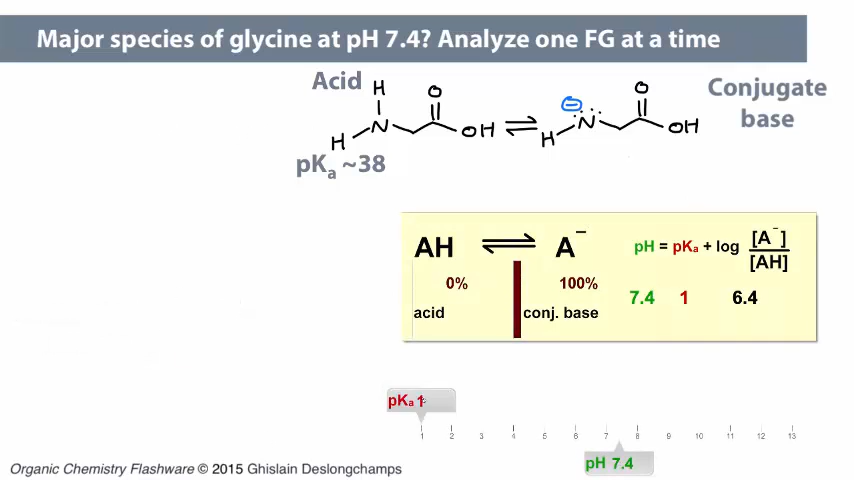 Major species of glycine at pH 7.4? Analyze one FG at a time
Acid
H
O
N
OH
H
pKa ~38
⊖
O
N
OH
H
Conjugate
base
AH ⇌ A⁻
pH = pKa + log [A⁻]
[AH]
0% 100%
7.4 1 6.4
acid conj. base
pKa 1
1 2 3 4 5 6 7 8 9 10 11 12 13
pH 7.4
Organic Chemistry Flashware © 2015 Ghislain Deslongchamps